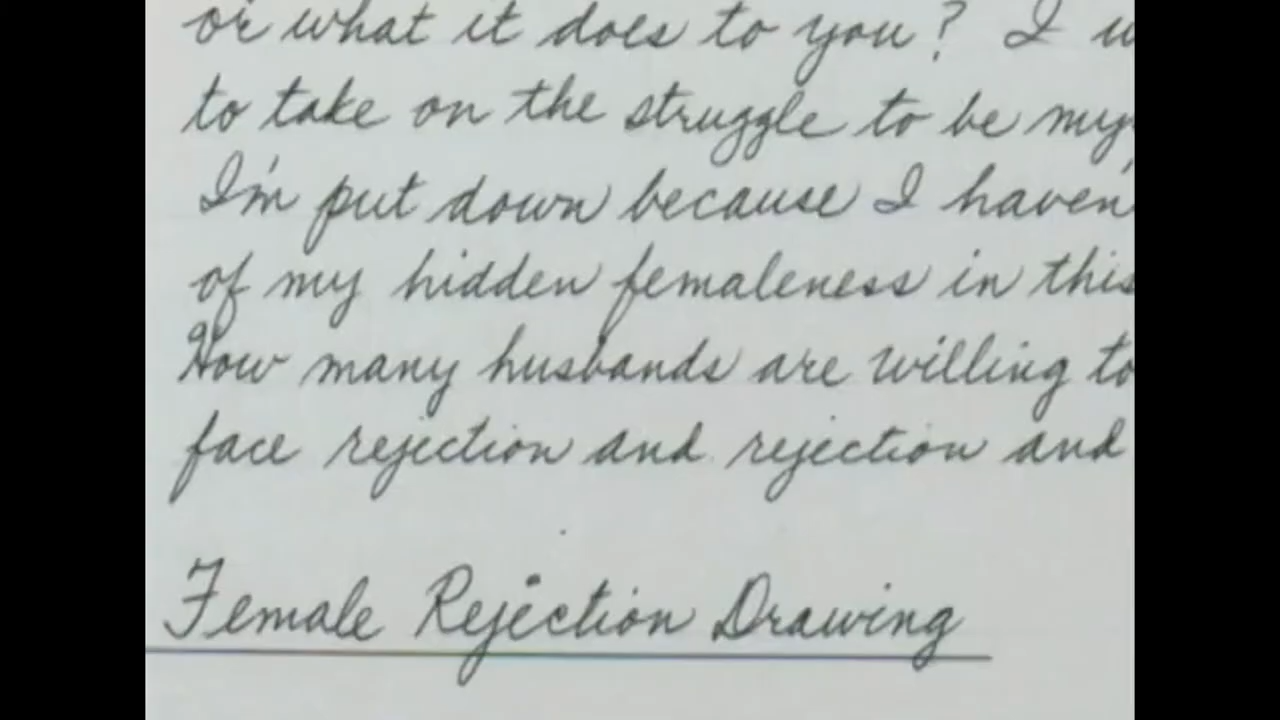 or what it does to you? I
to take on the struggle to be my
I'm put down because I haven'
of my hidden femaleness in this
How many husbands are willing to
face rejection and rejection and
Female Rejection Drawing